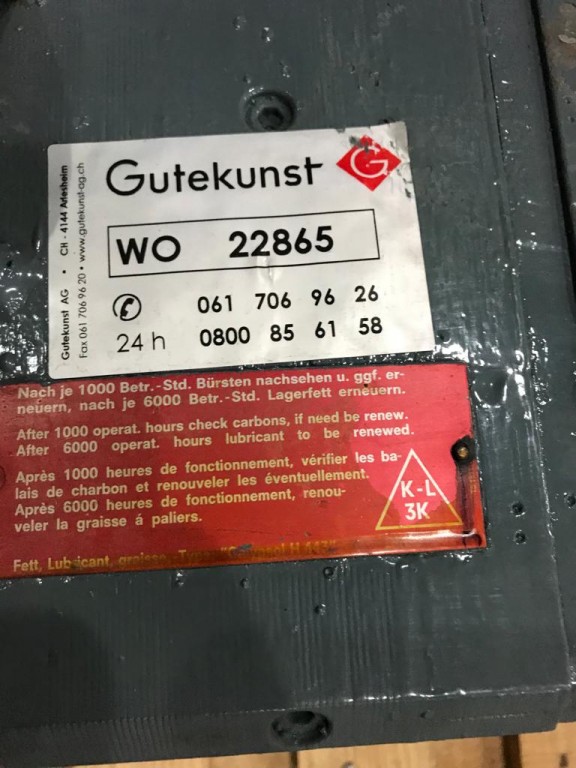 Gutekunst G
WO 22865
061 706 96 26
24 h 0800 85 61 58
Gutekunst AG • CH - 4144 Arlesheim
Fax 061 706 96 20 • www.gutekunst-ag.ch
Nach je 1000 Betr.-Std. Bürsten nachsehen u. ggf. er-
neuern, nach je 6000 Betr.-Std. Lagerfett erneuern.
After 1000 operat. hours check carbons, if need be renew.
After 6000 operat. hours lubricant to be renewed.
Après 1000 heures de fonctionnement, vérifier les ba-
lais de charbon et renouveler les éventuellement.
Après 6000 heures de fonctionnement, renou-
veler la graisse á paliers.
K-L
3K
Fett, Lubricant, graisse